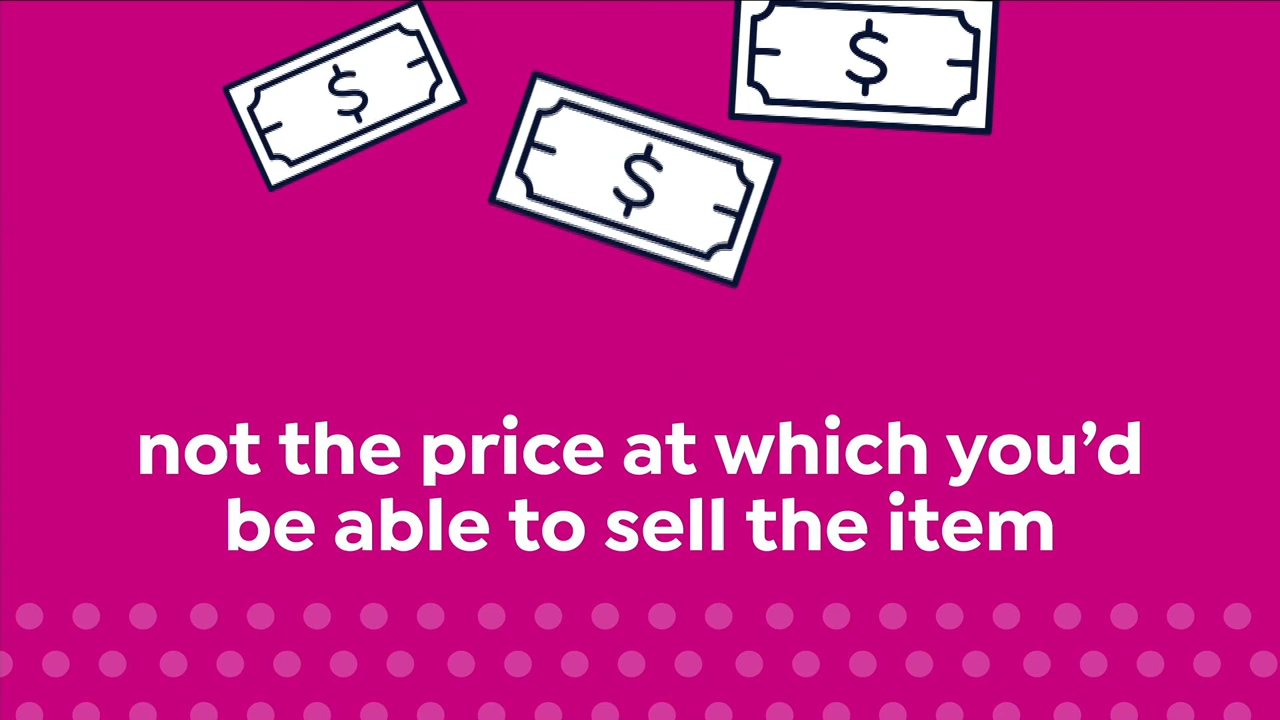 $
$
$
not the price at which you’d
be able to sell the item